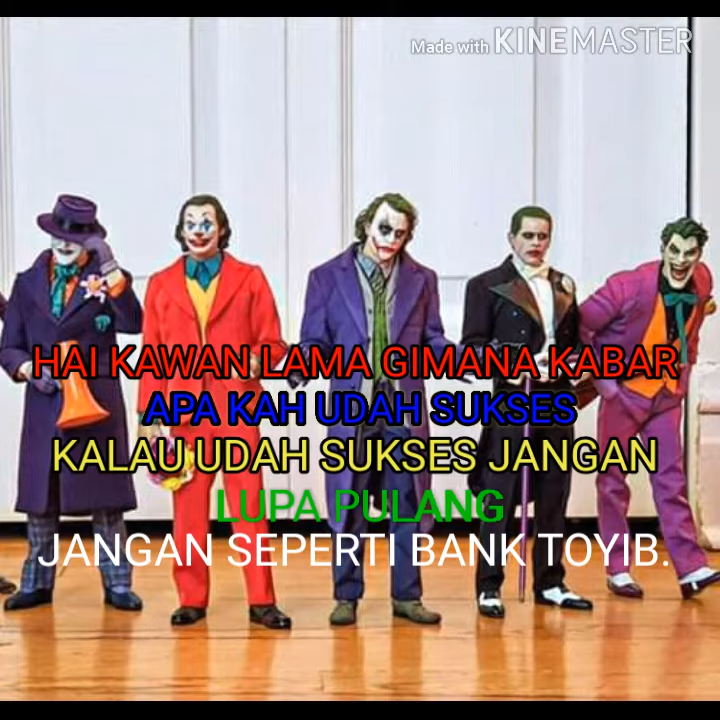 Made with KINEMASTER
HAI KAWAN LAMA GIMANA KABAR
APA KAH UDAH SUKSES
KALAU UDAH SUKSES JANGAN
LUPA PULANG
JANGAN SEPERTI BANK TOYIB.